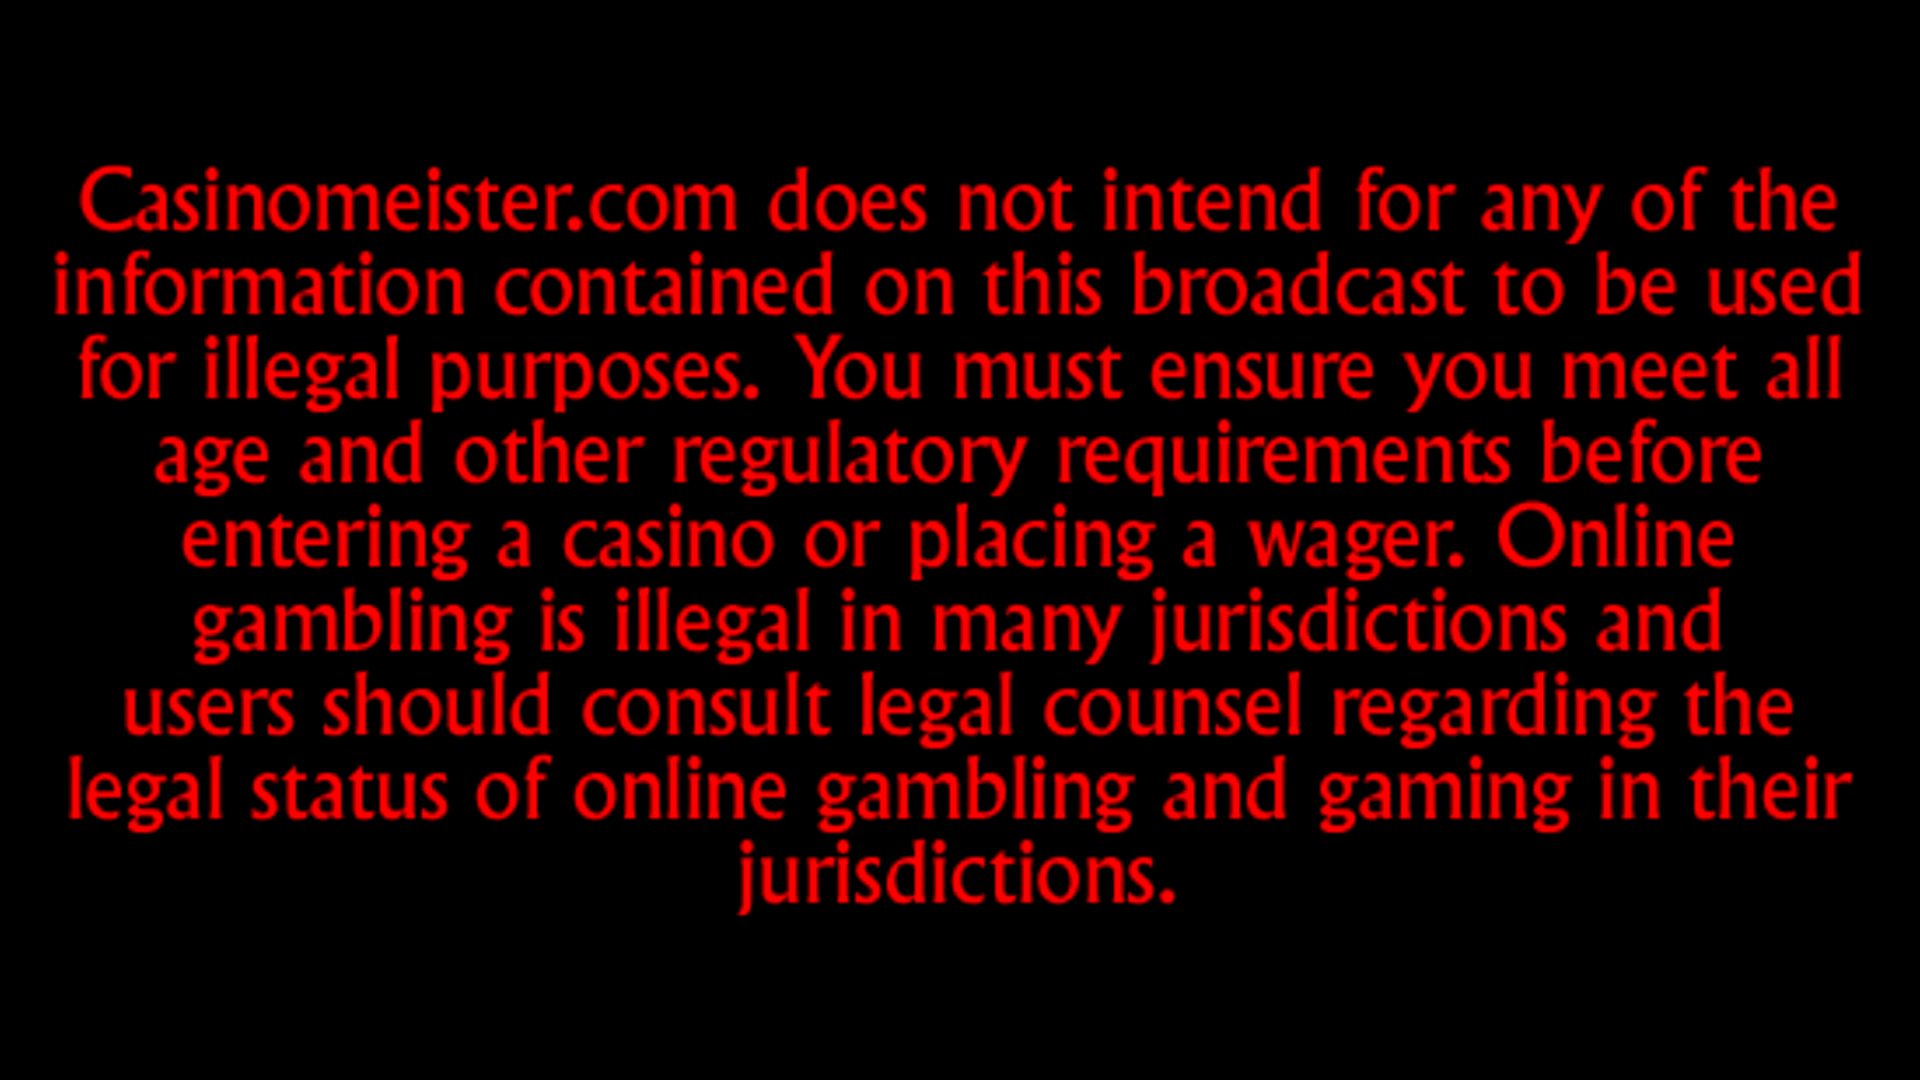 Casinomeister.com does not intend for any of the
information contained on this broadcast to be used
for illegal purposes. You must ensure you meet all
age and other regulatory requirements before
entering a casino or placing a wager. Online
gambling is illegal in many jurisdictions and
users should consult legal counsel regarding the
legal status of online gambling and gaming in their
jurisdictions.